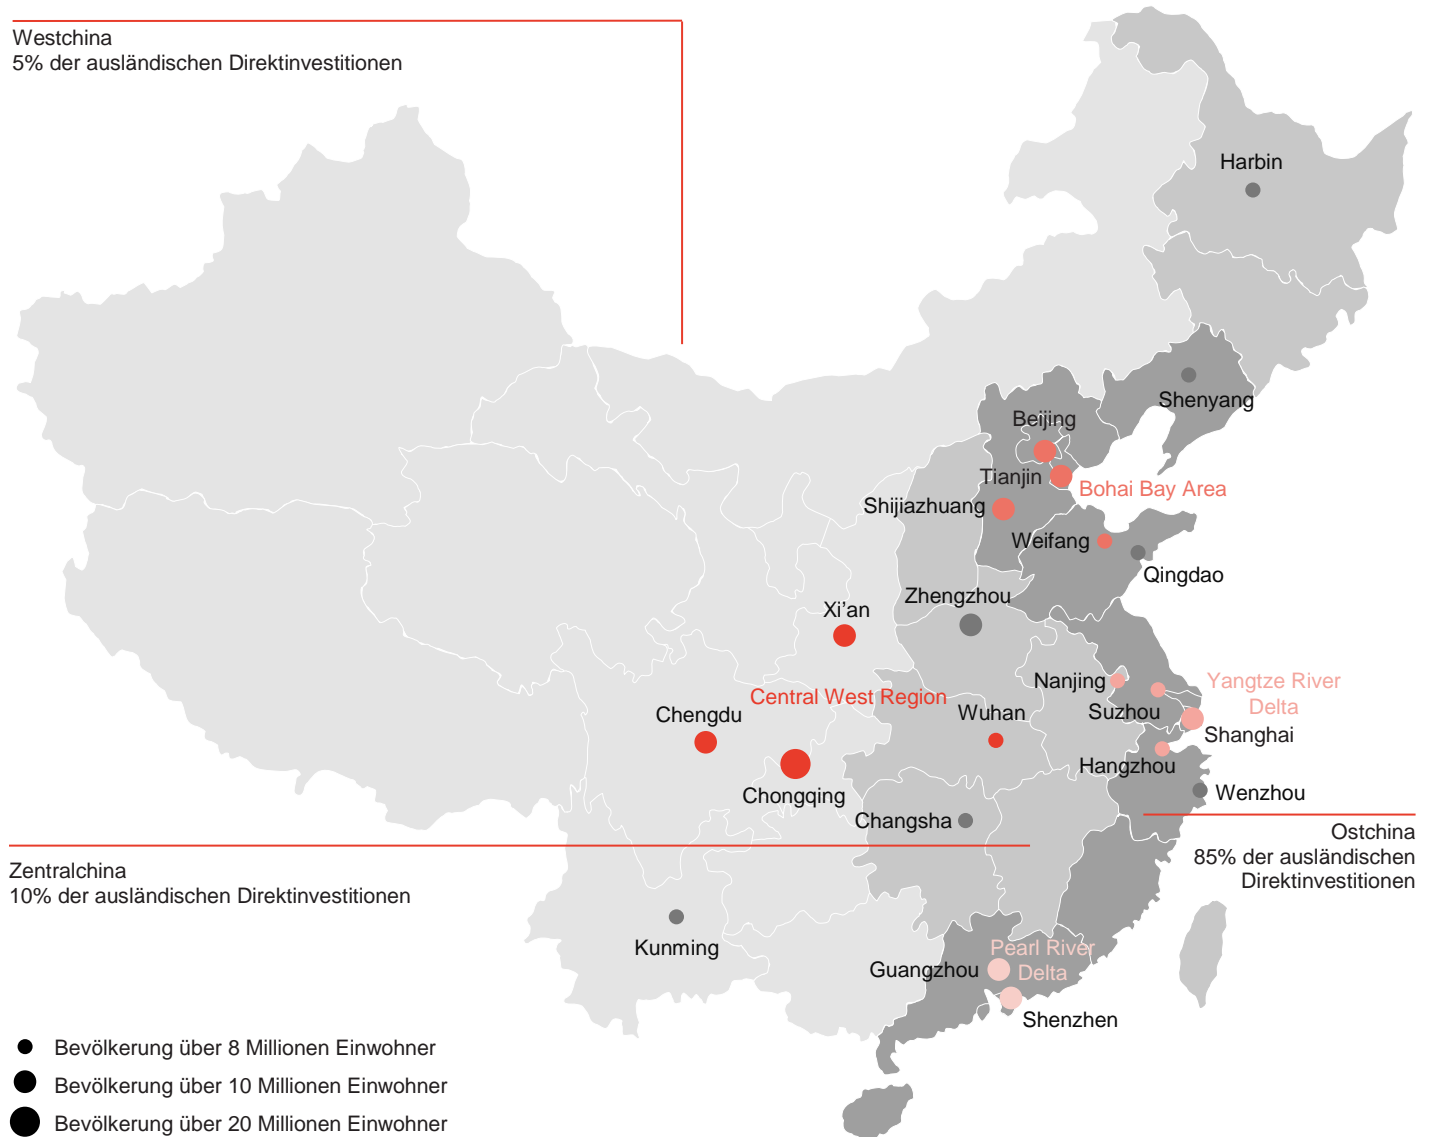 Westchina
5% der ausländischen Direktinvestitionen
Harbin
Shenyang
Beijing
Tianjin
Bohai Bay Area
Shijiazhuang
Weifang
Qingdao
Zhengzhou
Xi’an
Nanjing
Yangtze River
Delta
Central West Region
Suzhou
Chengdu
Wuhan
Shanghai
Hangzhou
Chongqing
Wenzhou
Changsha
Ostchina
85% der ausländischen
Direktinvestitionen
Zentralchina
10% der ausländischen Direktinvestitionen
Kunming
Pearl River
Delta
Guangzhou
Shenzhen
Bevölkerung über 8 Millionen Einwohner
Bevölkerung über 10 Millionen Einwohner
Bevölkerung über 20 Millionen Einwohner